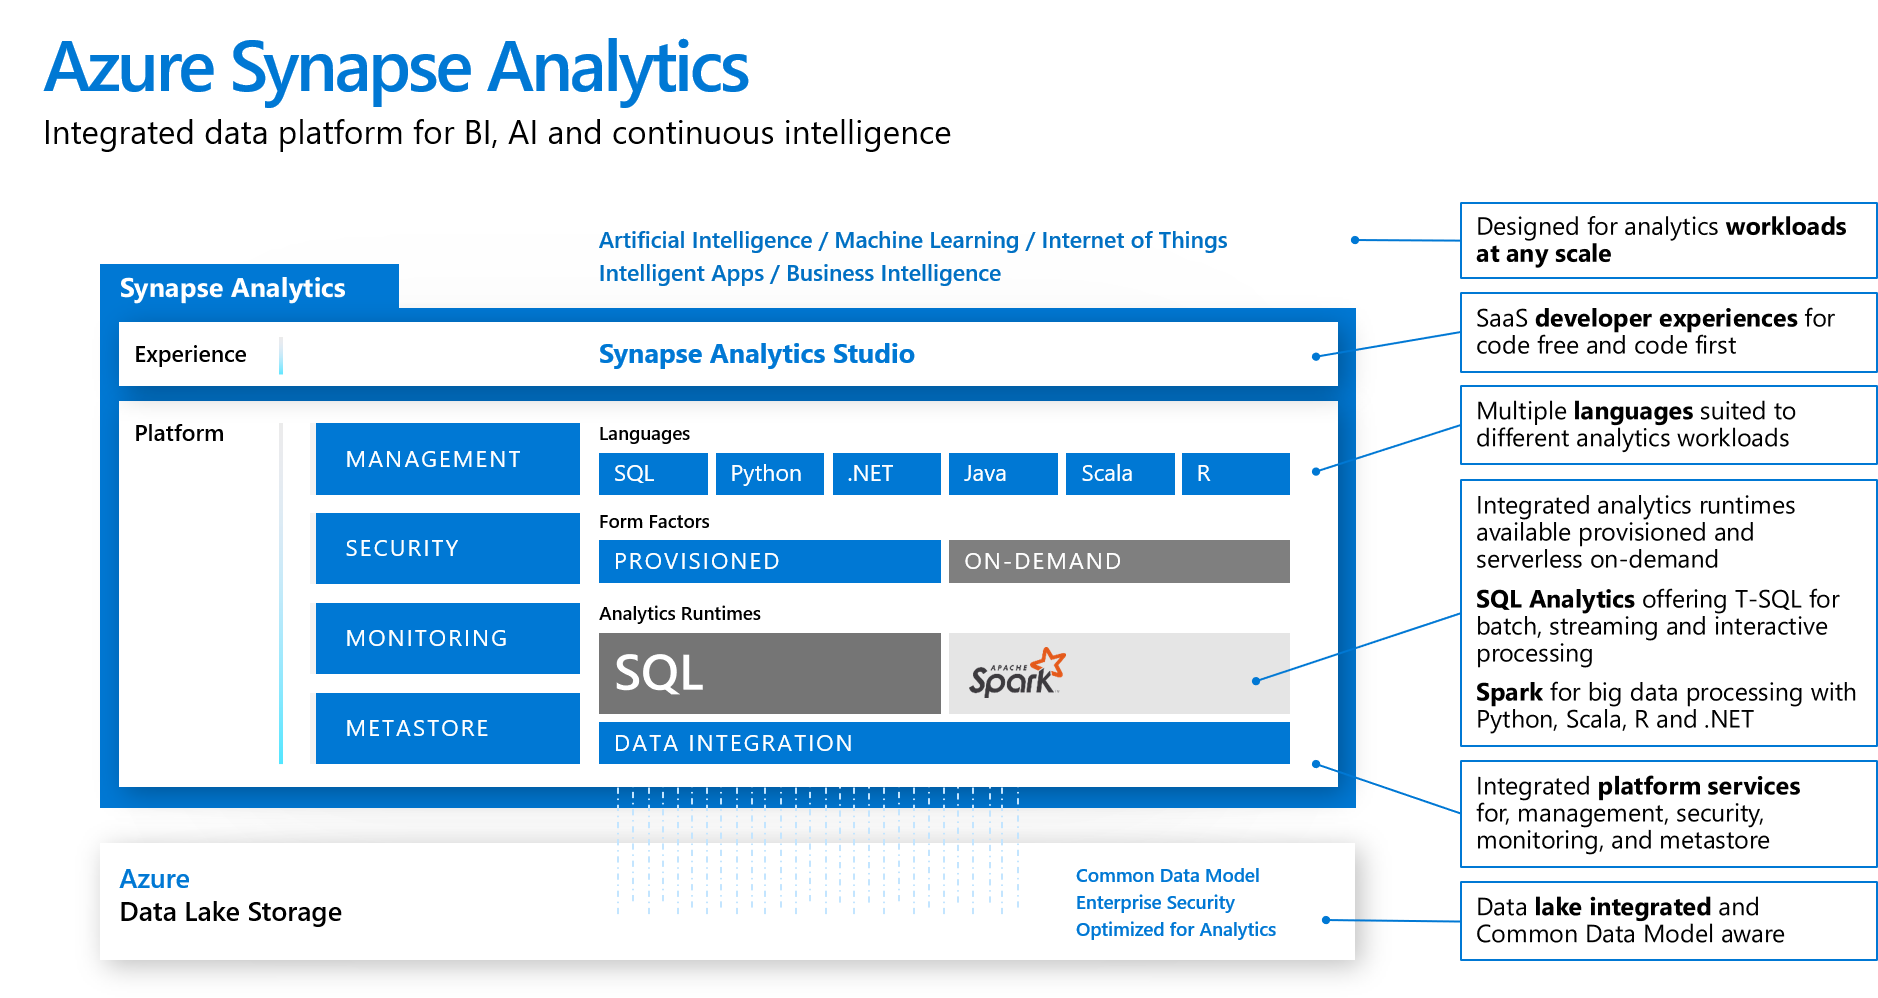 Azure Synapse Analytics
Integrated data platform for BI, AI and continuous intelligence
Artificial Intelligence / Machine Learning / Internet of Things
Intelligent Apps / Business Intelligence
Synapse Analytics
Experience
Synapse Analytics Studio
Platform
MANAGEMENT
SECURITY
MONITORING
METASTORE
Languages
SQL
Python
.NET
Java
Scala
R
Form Factors
PROVISIONED
ON-DEMAND
Analytics Runtimes
SQL
APACHE
Spark
DATA INTEGRATION
Azure
Data Lake Storage
Common Data Model
Enterprise Security
Optimized for Analytics
Designed for analytics workloads
at any scale
SaaS developer experiences for
code free and code first
Multiple languages suited to
different analytics workloads
Integrated analytics runtimes
available provisioned and
serverless on-demand
SQL Analytics offering T-SQL for
batch, streaming and interactive
processing
Spark for big data processing with
Python, Scala, R and .NET
Integrated platform services
for, management, security,
monitoring, and metastore
Data lake integrated and
Common Data Model aware